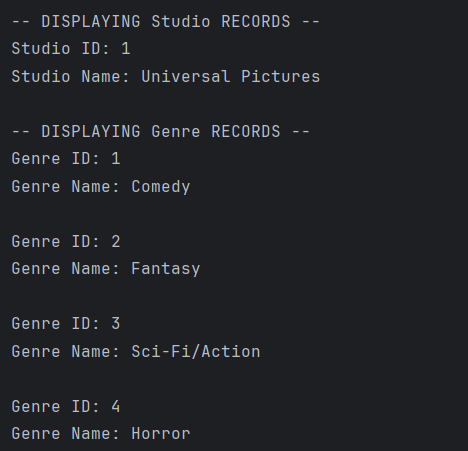 -- DISPLAYING Studio RECORDS --
Studio ID: 1
Studio Name: Universal Pictures
-- DISPLAYING Genre RECORDS --
Genre ID: 1
Genre Name: Comedy
Genre ID: 2
Genre Name: Fantasy
Genre ID: 3
Genre Name: Sci-Fi/Action
Genre ID: 4
Genre Name: Horror